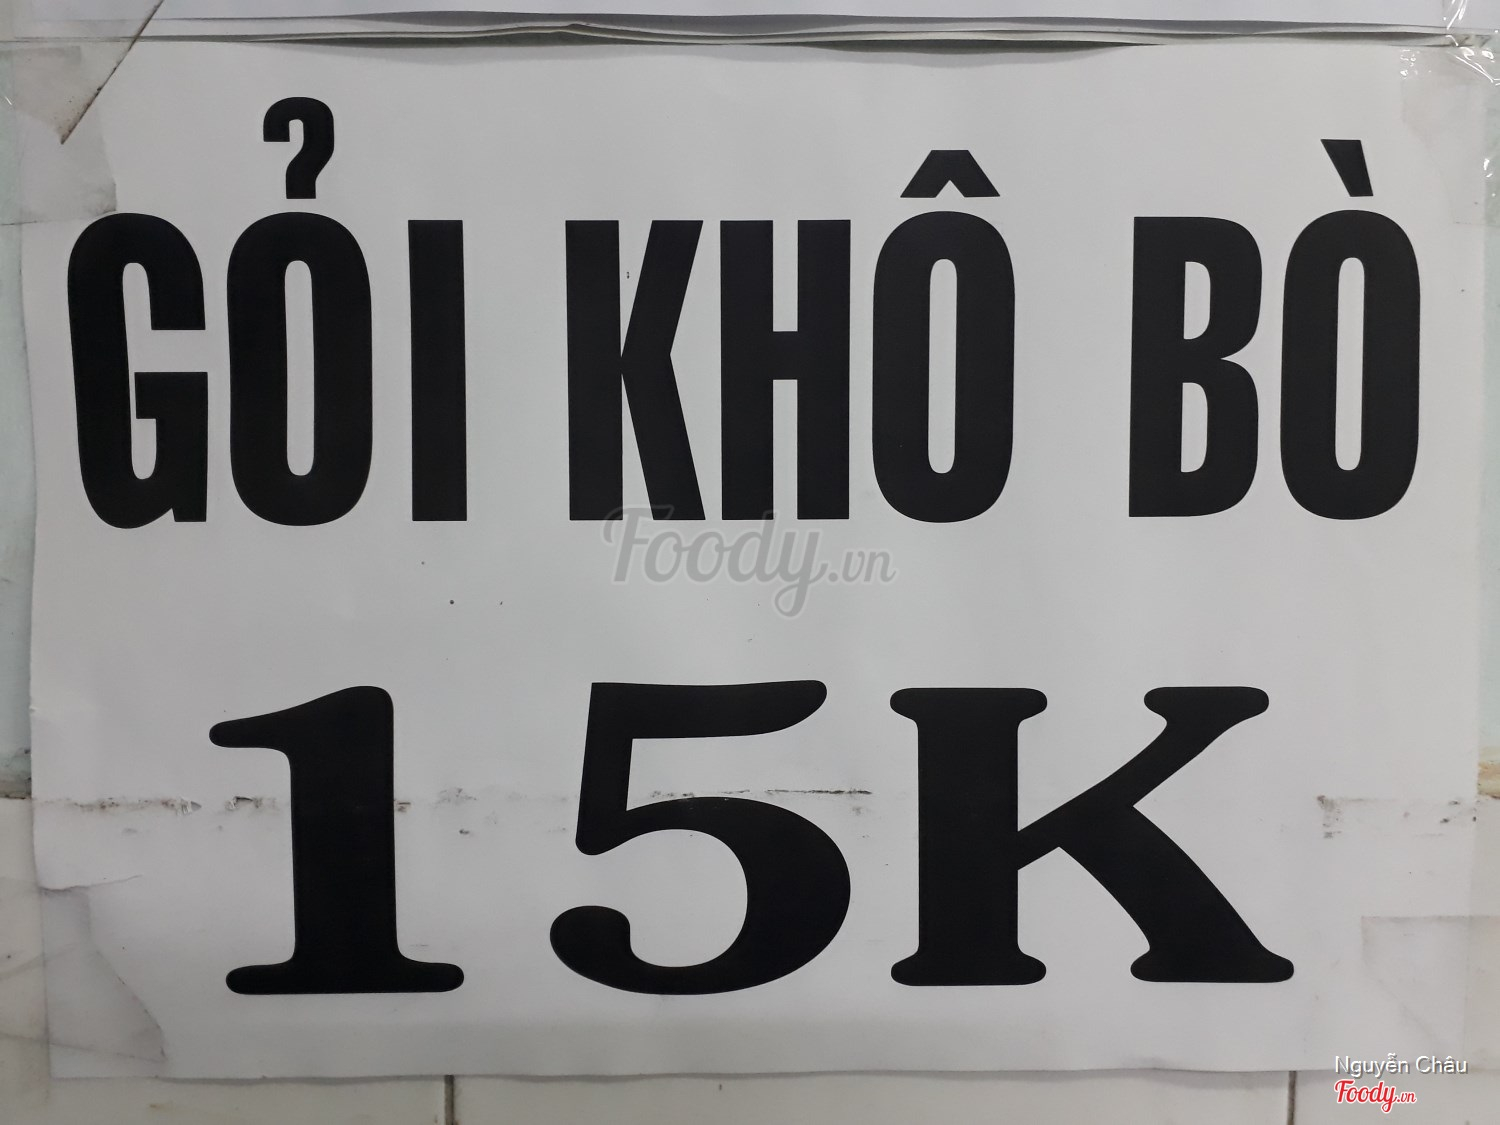 GỎI KHÔ BÒ
Foody.vn
15K
Nguyễn Châu
Foody.vn